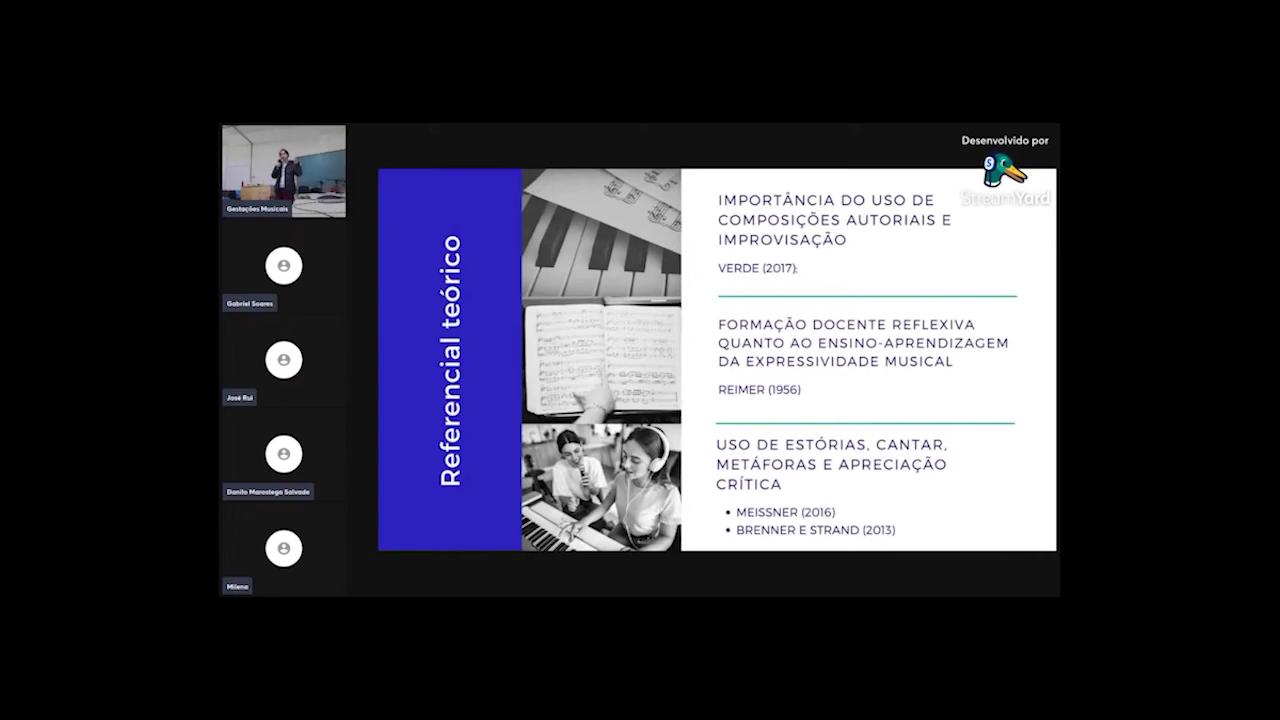 Gestações Musicais
Gabriel Soares
José Rui
Danilo Marostega Salvade
Milena
Referencial teórico
Desenvolvido por
StreamYard
IMPORTÂNCIA DO USO DE
COMPOSIÇÕES AUTORIAIS E
IMPROVISAÇÃO
VERDE (2017);
FORMAÇÃO DOCENTE REFLEXIVA
QUANTO AO ENSINO-APRENDIZAGEM
DA EXPRESSIVIDADE MUSICAL
REIMER (1956)
USO DE ESTÓRIAS, CANTAR,
METÁFORAS E APRECIAÇÃO
CRÍTICA
• MEISSNER (2016)
• BRENNER E STRAND (2013)